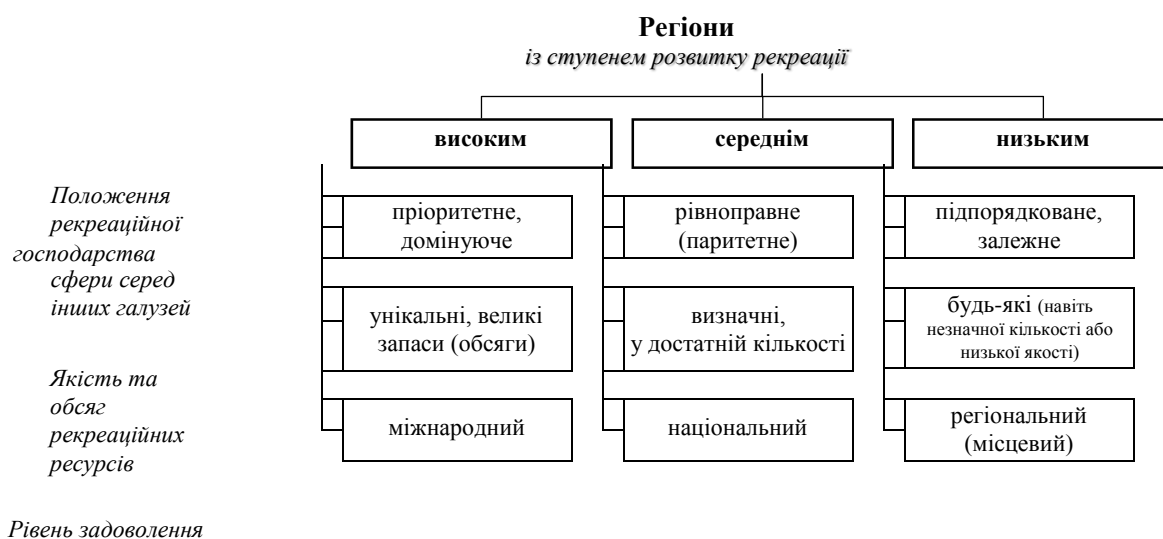 Регіони
із ступенем розвитку рекреації
високим
середнім
низьким
Положення
рекреаційної
господарства
сфери серед
інших галузей
пріоритетне,
домінуюче
рівноправне
(паритетне)
підпорядковане,
залежне
унікальні, великі
запаси (обсяги)
визначні,
у достатній кількості
будь-які (навіть
незначної кількості або
низької якості)
Якість та
обсяг
рекреаційних
ресурсів
міжнародний
національний
регіональний
(місцевий)
Рівень задоволення